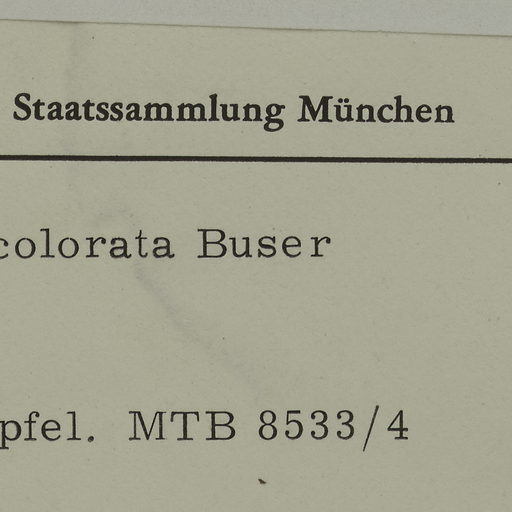 Staatssammlung München
colorata Buser
pfel. MTB 8533/4